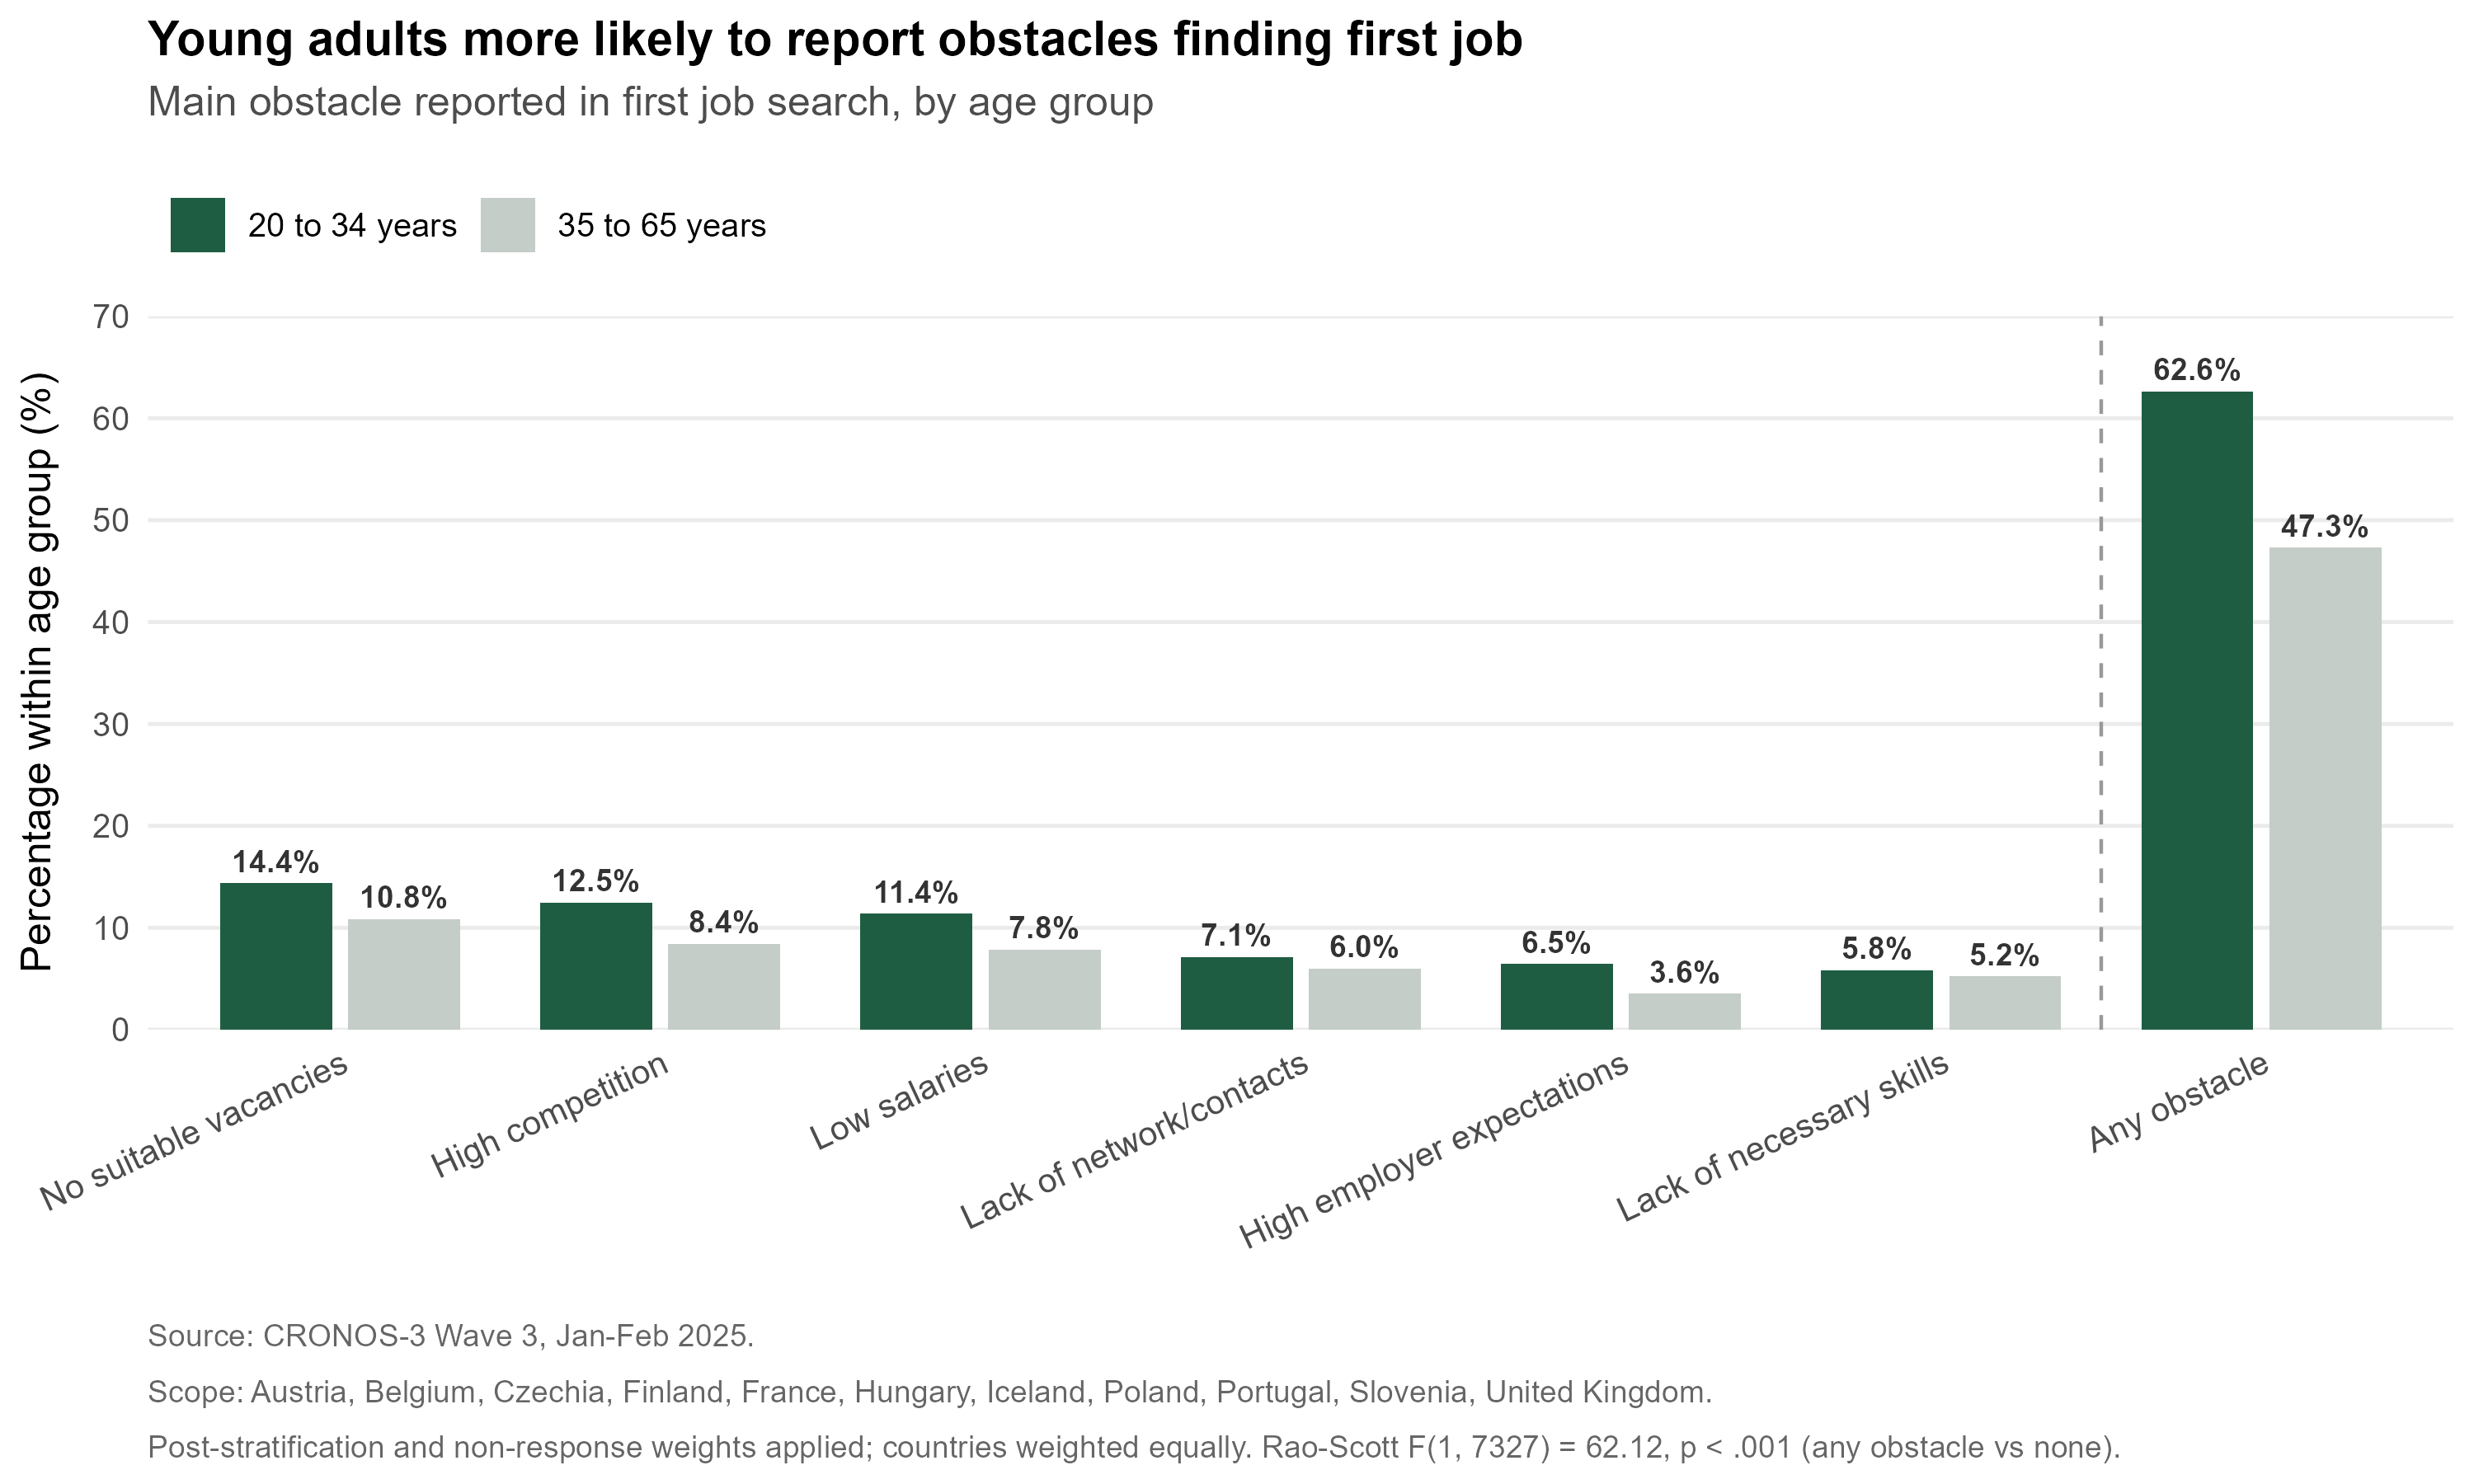 Young adults more likely to report obstacles finding first job
Main obstacle reported in first job search, by age group
20 to 34 years
35 to 65 years
Percentage within age group (%)
70
60
50
40
30
20
10
0
14.4%
10.8%
12.5%
8.4%
11.4%
7.8%
7.1%
6.0%
6.5%
3.6%
5.8%
5.2%
62.6%
47.3%
No suitable vacancies
High competition
Low salaries
Lack of network/contacts
High employer expectations
Lack of necessary skills
Any obstacle
Source: CRONOS-3 Wave 3, Jan-Feb 2025.
Scope: Austria, Belgium, Czechia, Finland, France, Hungary, Iceland, Poland, Portugal, Slovenia, United Kingdom.
Post-stratification and non-response weights applied; countries weighted equally. Rao-Scott F(1, 7327) = 62.12, p < .001 (any obstacle vs none).